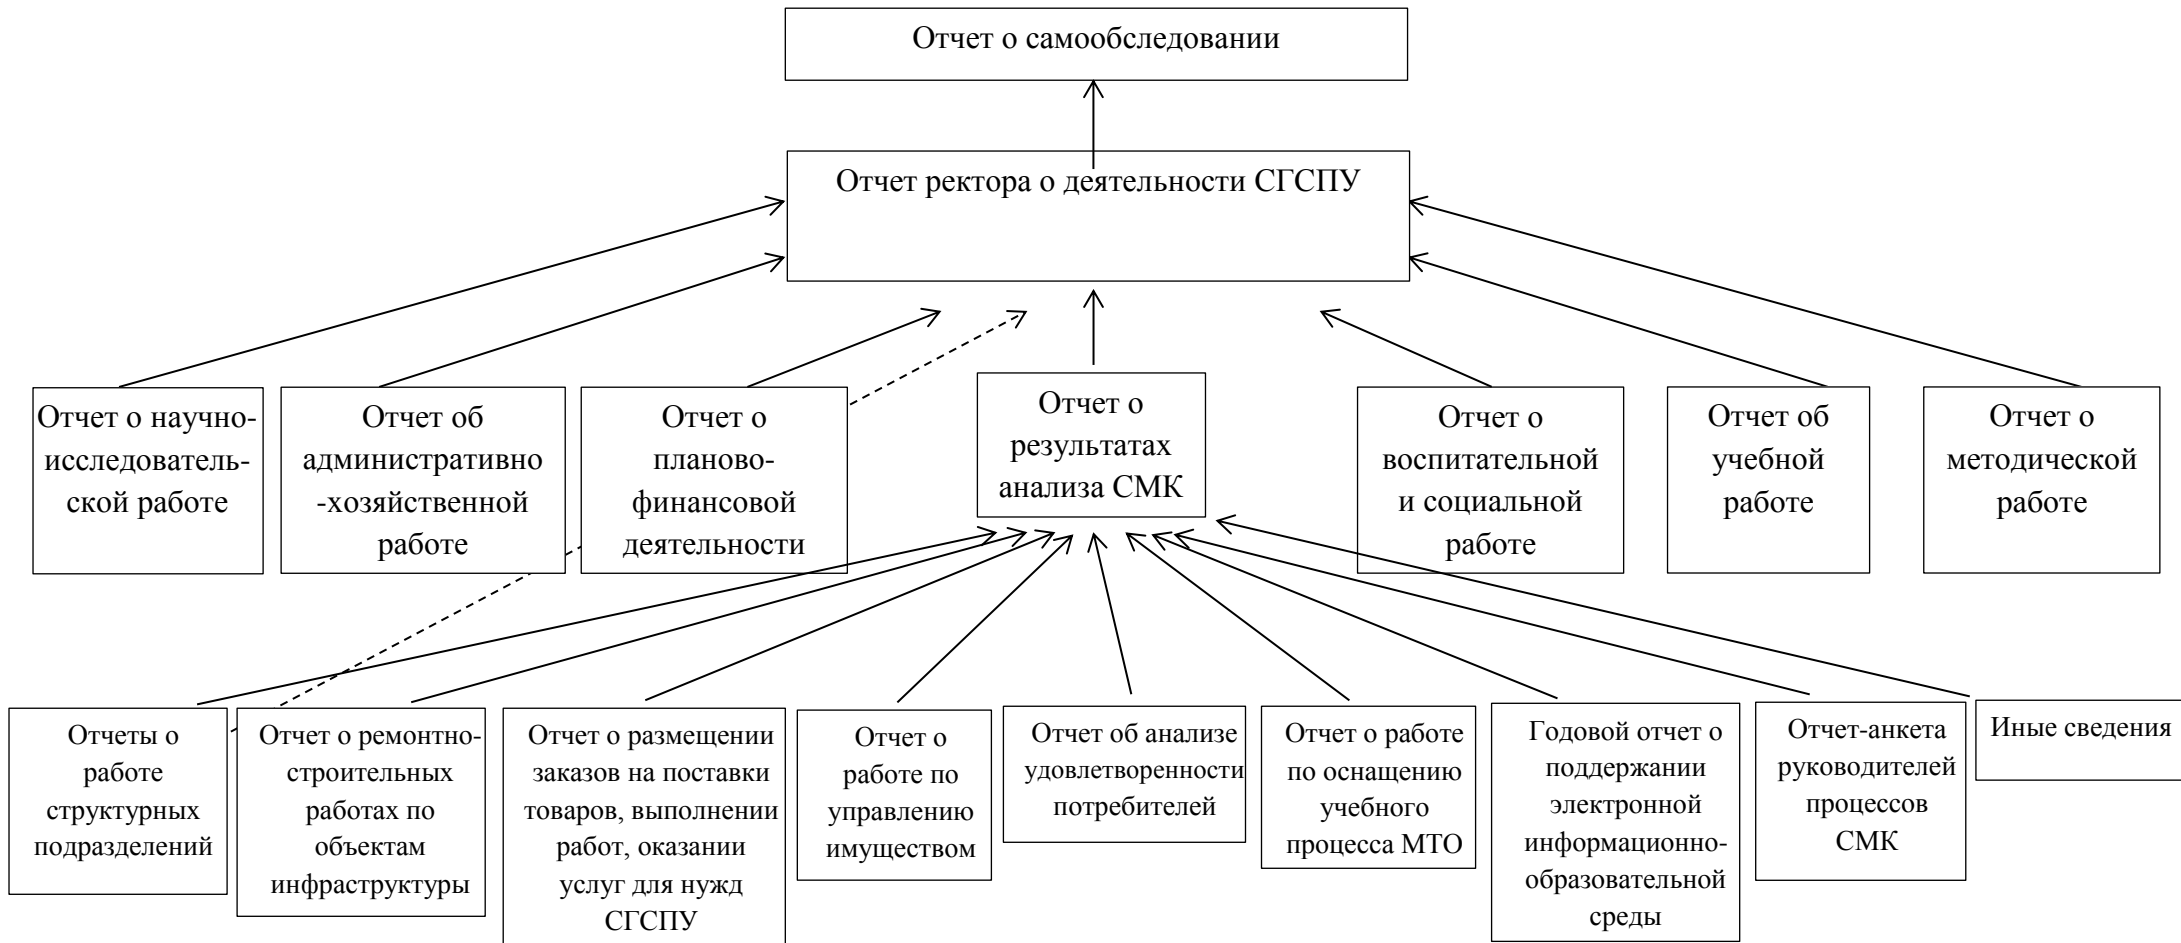 Отчет о самообследовании
Отчет ректора о деятельности СГСПУ
Отчет о научно-
исследователь-
ской работе
Отчет об
административно
-хозяйственной
работе
Отчет о
планово-
финансовой
деятельности
Отчет о
результатах
анализа СМК
Отчет о
воспитательной
и социальной
работе
Отчет об
учебной
работе
Отчет о
методической
работе
Отчеты о
работе
структурных
подразделений
Отчет о ремонтно-
строительных
работах по
объектам
инфраструктуры
Отчет о размещении
заказов на поставки
товаров, выполнении
работ, оказании
услуг для нужд
СГСПУ
Отчет о
работе по
управлению
имуществом
Отчет об анализе
удовлетворенности
потребителей
Отчет о работе
по оснащению
учебного
процесса МТО
Годовой отчет о
поддержании
электронной
информационно-
образовательной
среды
Отчет-анкета
руководителей
процессов
СМК
Иные сведения